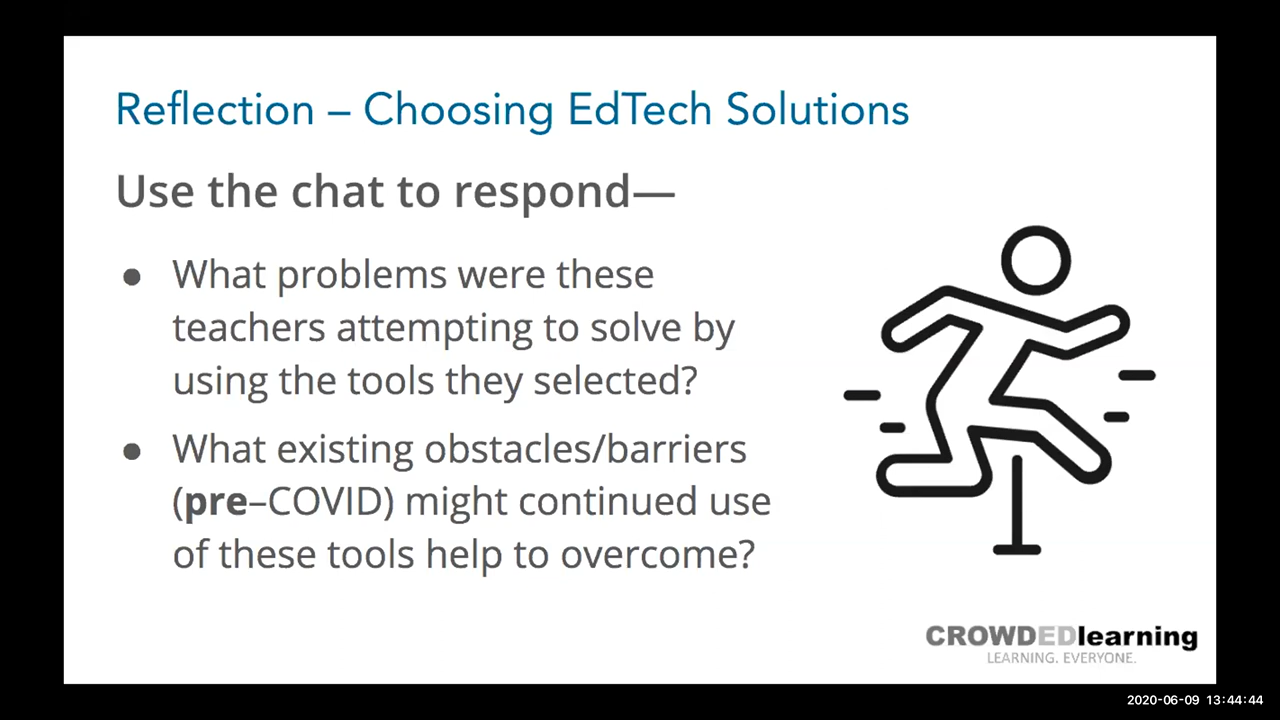 Reflection – Choosing EdTech Solutions
Use the chat to respond—
● What problems were these
teachers attempting to solve by
using the tools they selected?
● What existing obstacles/barriers
(pre–COVID) might continued use
of these tools help to overcome?
CROWDEDlearning
LEARNING. EVERYONE.
2020-06-09 13:44:44